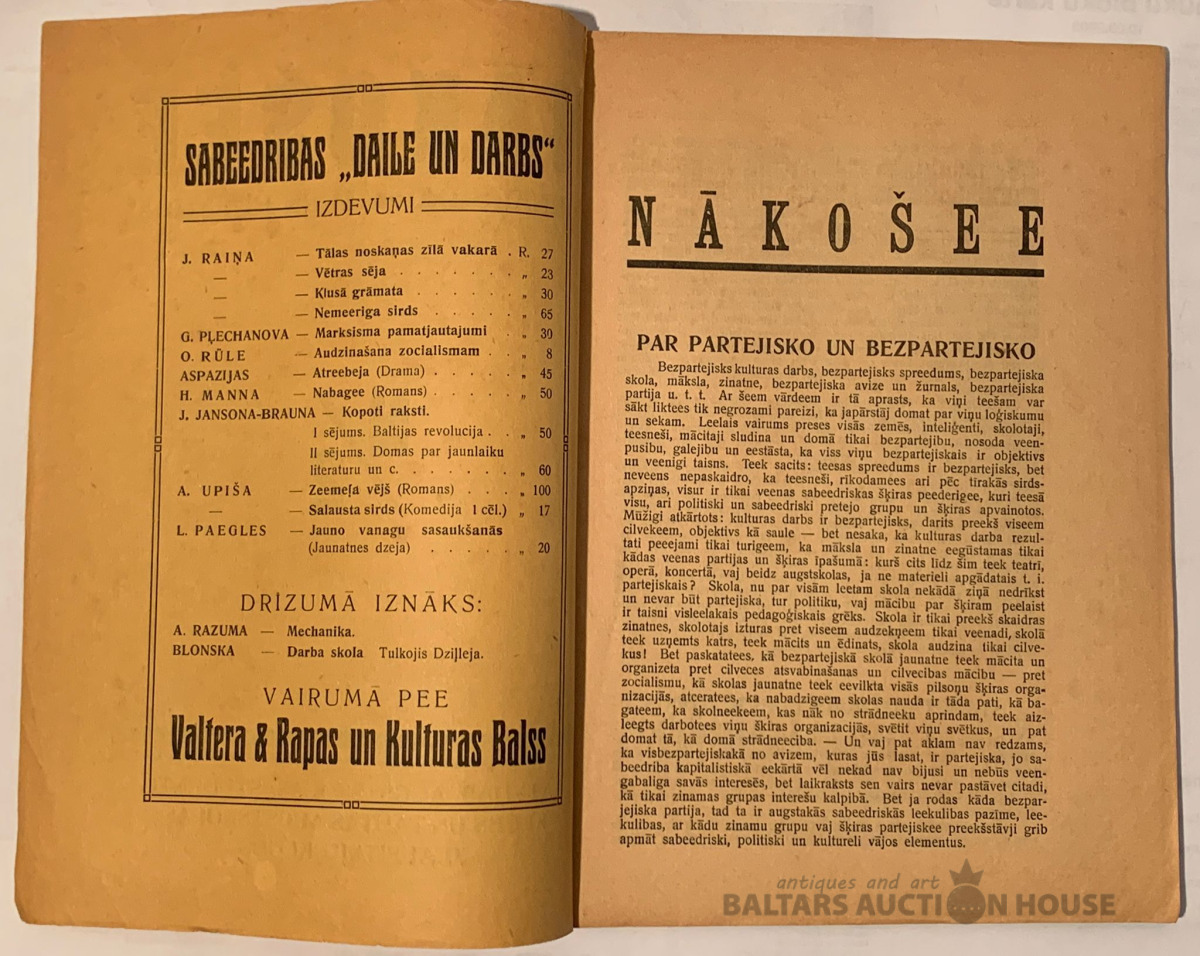 SABEEDRIBAS „DAILE UN DARBS“
IZDEVUMI
J. RAIŅA — Tālas noskaņas zīlā vakarā . R. 27
— — Vētras sēja . . . . . . . „ 23
— — Klusā grāmata . . . . . . „ 30
— — Nemeeriga sirds . . . . . „ 65
G. PĻECHANOVA — Marksisma pamatjautajumi . „ 30
O. RŪLE — Audzinašana zocialismam . . „ 8
ASPAZIJAS — Atreebeja (Drama) . . . . „ 45
H. MANNA — Nabagee (Romans) . . . . „ 50
J. JANSONA-BRAUNA — Kopoti raksti.
I sējums. Baltijas revolucija . . „ 50
II sējums. Domas par jaunlaiku
literaturu un c. . . . . . . „ 60
A. UPIŠA — Zeemeļa vējš (Romans) . . . „ 100
— — Salausta sirds (Komedija 1 cēl.) „ 17
L. PAEGLES — Jauno vanagu sasaukšanās
(Jaunatnes dzeja) . . . . . „ 20
DRĪZUMĀ IZNĀKS:
A. RAZUMA — Mechanika.
BLONSKA — Darba skola Tulkojis Dziļleja.
VAIRUMĀ PEE
Valtera & Rapas un Kulturas Balss
NĀKOŠEE
PAR PARTEJISKO UN BEZPARTEJISKO
Bezpartejisks kulturas darbs, bezpartejisks spreedums, bezpartejiska
skola, māksla, zinatne, bezpartejiska avize un žurnals, bezpartejiska
partija u. t. t. Ar šeem vārdeem ir tā aprasts, ka viņi teešam var
sākt liktees tik negrozami pareizi, ka japārstāj domat par viņu loģiskumu
un sekam. Leelais vairums preses visās zemēs, inteliģenti, skolotaji,
teesneši, mācitaji sludina un domā tikai bezpartejibu, nosoda veen-
pusibu, galejibu un eestāsta, ka viss viņu bezpartejiskais ir objektivs
un veenigi taisns. Teek sacits: teesas spreedums ir bezpartejisks, bet
neveens nepaskaidro, ka teesneši, rikodamees ari pēc tīrakās sirds-
apziņas, visur ir tikai veenas sabeedriskas šķiras peederigee, kuri teesā
visu, ari politiski un sabeedriski pretejo grupu un šķiras apvainotos.
Mūžigi atkārtots: kulturas darbs ir bezpartejisks, darits preekš viseem
cilvekeem, objektivs kā saule — bet nesaka, ka kulturas darba rezul-
tati peeejami tikai turigeem, ka māksla un zinatne eegūstamas tikai
kādas veenas partijas un šķiras īpašumā: kurš cits līdz šim teek teatrī,
operā, koncertā, vaj beidz augstskolas, ja ne materieli apgādatais t. i.
partejiskais? Skola, nu par visām leetam skola nekādā ziņā nedrīkst
un nevar būt partejiska, tur politiku, vaj mācibu par šķiram peelaist
ir taisni visleelakais pedagoģiskais grēks. Skola ir tikai preekš skaidras
zinatnes, skolotajs izturas pret viseem audzekņeem tikai veenadi, skolā
teek uzņemts katrs, teek mācits un ēdinats, skola audzina tikai cilve-
kus! Bet paskatatees, kā bezpartejiskā skolā jaunatne teek mācita un
organizeta pret cilveces atsvabinašanas un cilvecibas mācibu — pret
zocialismu, kā skolas jaunatne teek eevilkta visās pilsoņu šķiras orga-
nizacijās, atceratees, ka nabadzigeem skolas nauda ir tāda pati, kā ba-
gateem, ka skolneekeem, kas nāk no strādneeku aprindam, teek aiz-
leegts darbotees viņu šķiras organizacijās, svētit viņu svētkus, un pat
domat tā, kā domā strādneeciba. — Un vaj pat aklam nav redzams,
ka visbezpartejiskakā no avizem, kuras jūs lasat, ir partejiska, jo sa-
beedriba kapitalistiskā eekārtā vēl nekad nav bijusi un nebūs veen-
gabaliga savās interesēs, bet laikraksts sen vairs nevar pastāvet citadi,
kā tikai zinamas grupas interešu kalpibā. Bet ja rodas kāda bezpar-
jejiska partija, tad ta ir augstakās sabeedriskās leekulibas pazīme, lee-
kulibas, ar kādu zinamu grupu vaj šķiras partejiskee preekšstāvji grib
apmāt sabeedriski, politiski un kultureli vājos elementus.
antiques and art
BALTARS AUCTION HOUSE